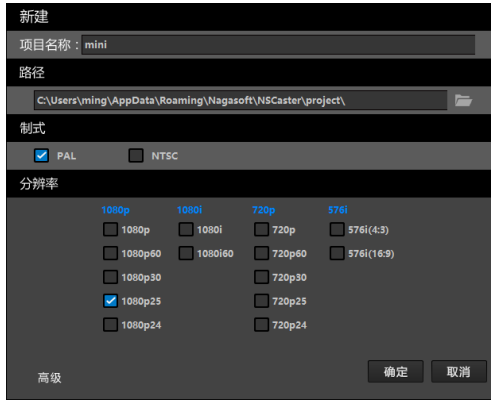 新建
项目名称：mini
路径
C:\Users\ming\AppData\Roaming\Nagasoft\NSCaster\project\
制式
PAL NTSC
分辨率
1080p 1080i 720p 576i
1080p 1080i 720p 576i(4:3)
1080p60 1080i60 720p60 576i(16:9)
1080p30 720p30
1080p25 720p25
1080p24 720p24
高级 确定 取消